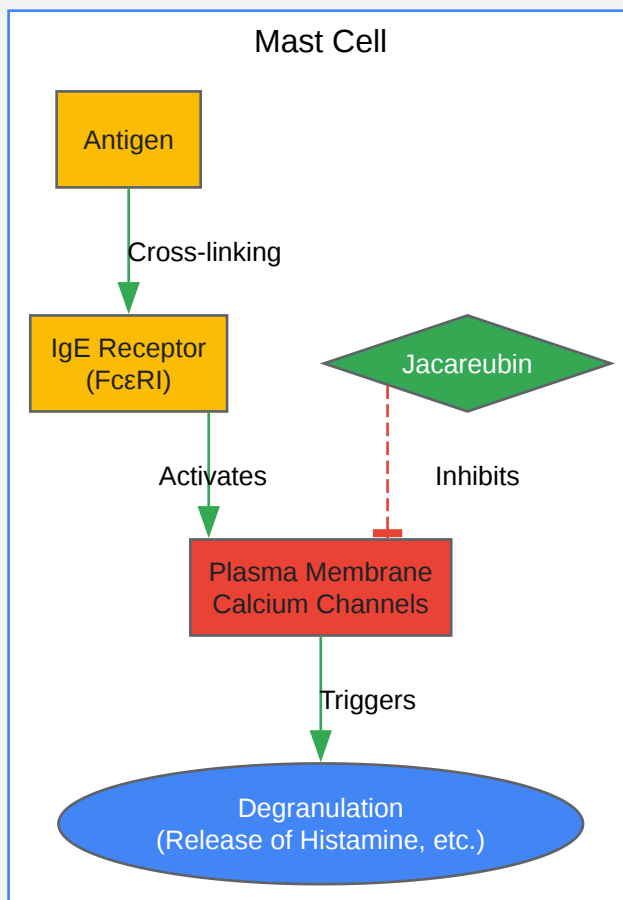 Mast Cell
Antigen
Cross-linking
IgE Receptor
(FcεRI)
Jacareubin
Activates
Inhibits
Plasma Membrane
Calcium Channels
Triggers
Degranulation
(Release of Histamine, etc.)